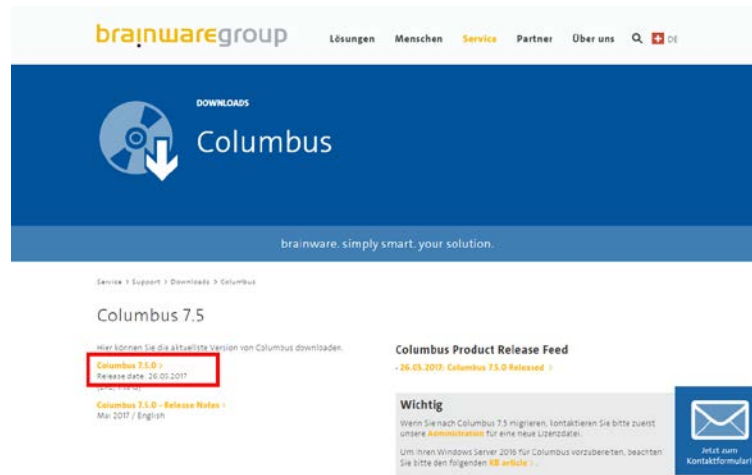 brainwaregroup
Lösungen Menschen Service Partner Über uns DE
DOWNLOADS
Columbus
brainware. simply smart. your solution.
Service > Support > Downloads > Columbus
Columbus 7.5
Hier können Sie die aktuellste Version von Columbus downloaden.
Columbus 7.5.0 >
Release date: 26.05.2017
Columbus 7.5.0 - Release Notes >
Mai 2017 / English
Columbus Product Release Feed
- 26.05.2017: Columbus 7.5.0 Released >
Wichtig
Wenn Sie nach Columbus 7.5 migrieren, kontaktieren Sie bitte zuerst
unsere Administration für eine neue Lizenzdatei.
Um Ihren Windows Server 2016 für Columbus vorzubereiten, beachten
Sie bitte den folgenden KB article >.
Jetzt zum
Kontaktformular